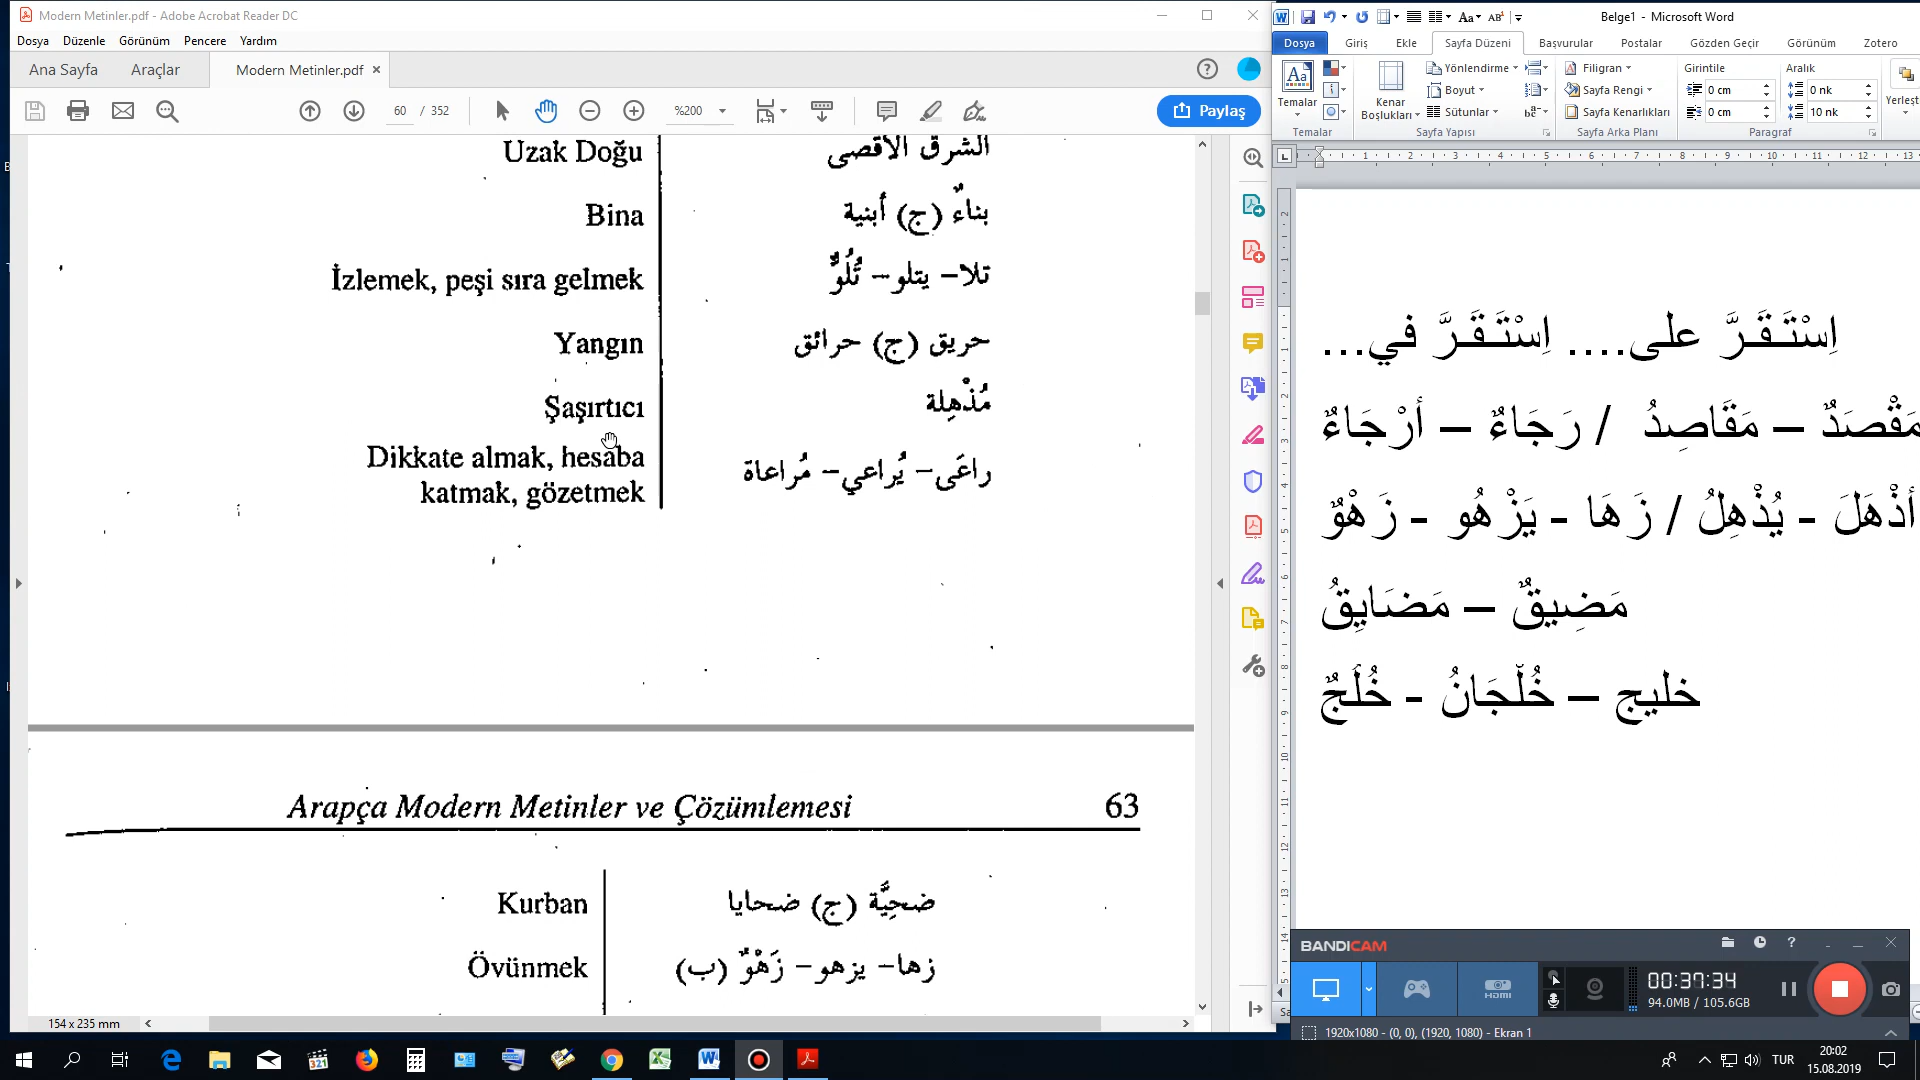 Modern Metinler.pdf - Adobe Acrobat Reader DC
Dosya Düzenle Görünüm Pencere Yardım
Ana Sayfa Araçlar Modern Metinler.pdf ×
60 / 352 %200 Paylaş
Uzak Doğu الشرق الأقصى
Bina بناءٌ (ج) أبنية
İzlemek, peşi sıra gelmek تلا– يتلو– تُلُوٌّ
Yangın حريق (ج) حرائق
Şaşırtıcı مُذْهِلة
Dikkate almak, hesaba
katmak, gözetmek راعَى– يُراعي– مُراعاة
Arapça Modern Metinler ve Çözümlemesi 63
Kurban ضحِيَّة (ج) ضحايا
Övünmek زها– يزهو– زَهْوٌ (ب)
154 x 235 mm
Belge1 - Microsoft Word
Dosya Giriş Ekle Sayfa Düzeni Başvurular Postalar Gözden Geçir Görünüm Zotero
Temalar
Kenar Boşlukları
Yönlendirme
Boyut
Sütunlar
Filigran
Sayfa Rengi
Sayfa Kenarlıkları
Girintile Aralık
0 cm 0 nk
0 cm 10 nk
Temalar Sayfa Yapısı Sayfa Arka Planı Paragraf
اِسْتَقَرَّ على.... اِسْتَقَرَّ في...
مَقْصَدٌ – مَقَاصِدُ / رَجَاءٌ – أرْجَاءٌ
أذْهَلَ - يُذْهِلُ / زَهَا - يَزْهُو - زَهْوٌ
مَضِيقٌ – مَضَايِقُ
خليج – خُلْجَانُ - خُلُجٌ
BANDICAM
HDMI
00:37:34
94.0MB / 105.6GB
1920x1080 - (0, 0), (1920, 1080) - Ekran 1
TUR
20:02
15.08.2019